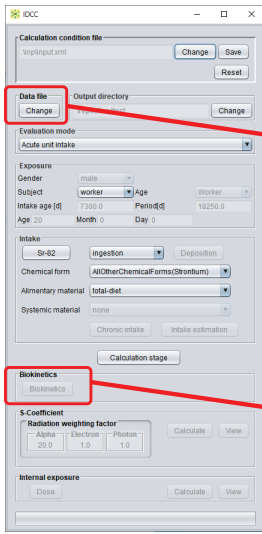 IDCC
Calculation condition file
\inp\input.xml Change Save
Reset
Data file Output directory
Change Change
Evaluation mode
Acute unit intake
Exposure
Gender male
Subject worker Age Worker
Intake age [d] 7300.0 Period[d] 18250.0
Age 20 Month 0 Day 0
Intake
Sr-82 ingestion Deposition
Chemical form AllOtherChemicalForms(Strontium)
Alimentary material total-diet
Systemic material none
Chronic intake Intake estimation
Calculation stage
Biokinetics
Biokinetics
S-Coefficient
Radiation weighting factor
Alpha Electron Photon Calculate View
20.0 1.0 1.0
Internal exposure
Dose Calculate View